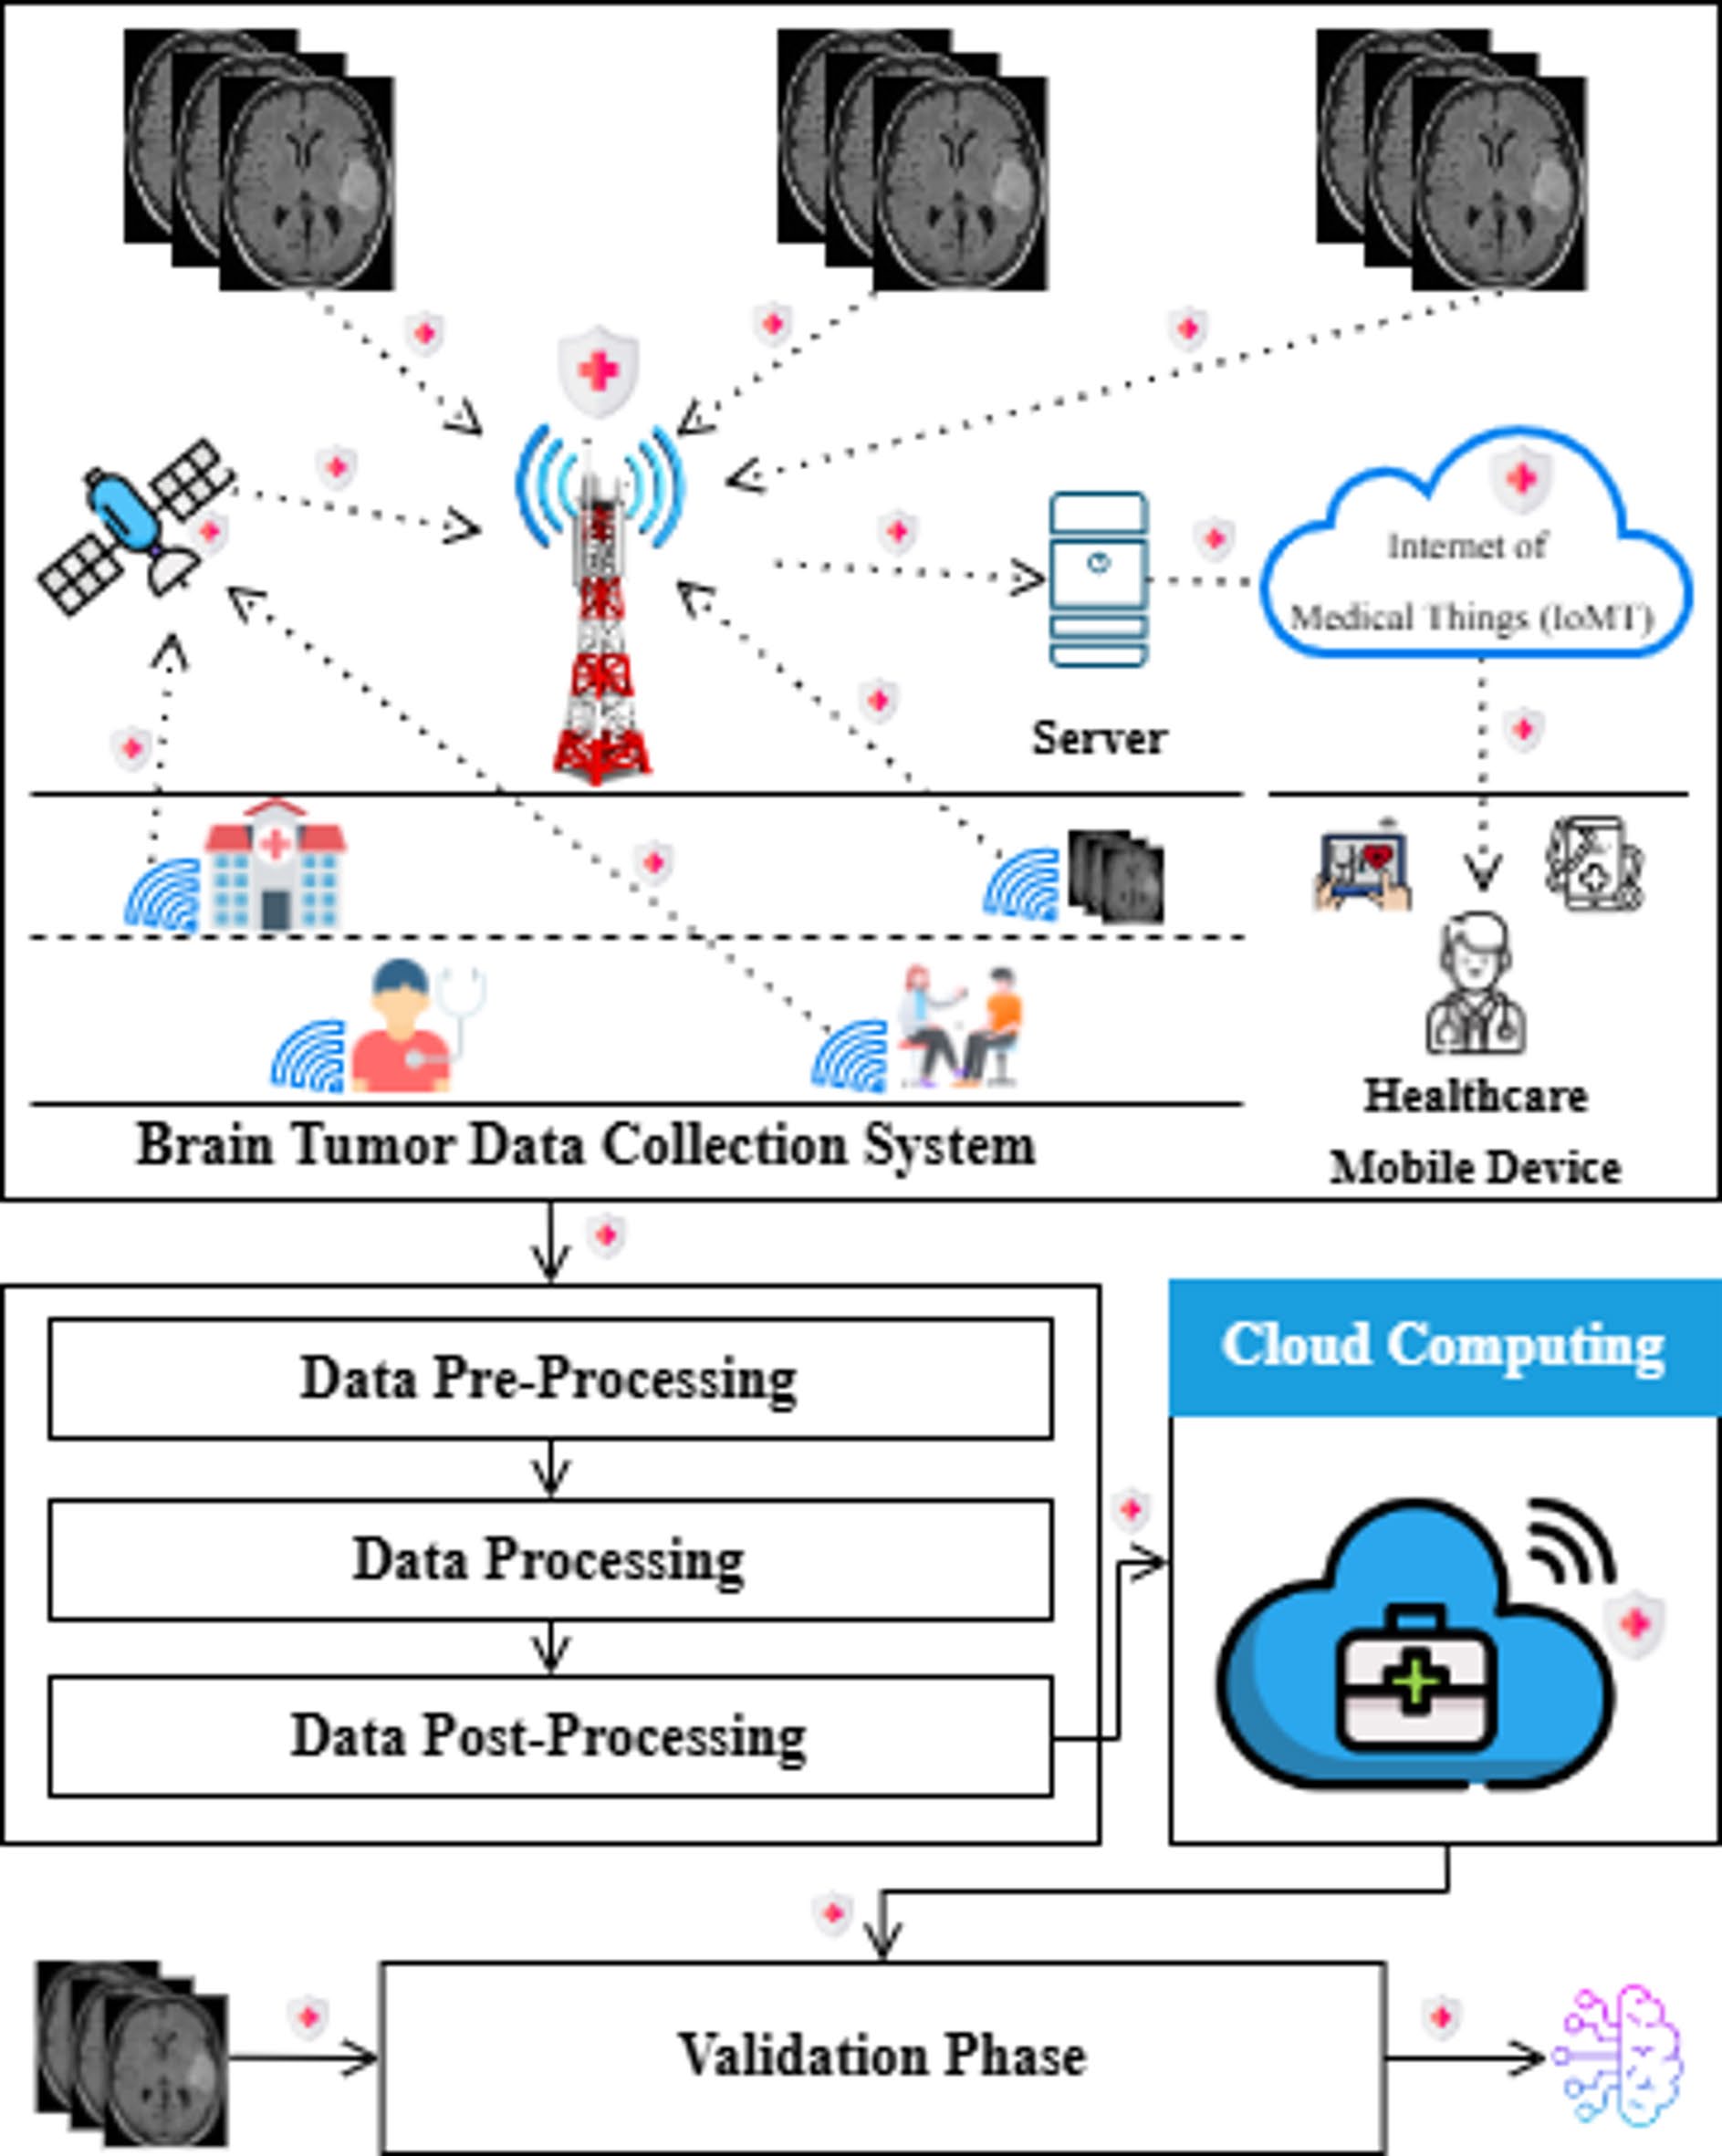 Internet of
Medical Things (IoMT)
Server
Healthcare
Mobile Device
Brain Tumor Data Collection System
Data Pre-Processing
Cloud Computing
Data Processing
Data Post-Processing
Validation Phase